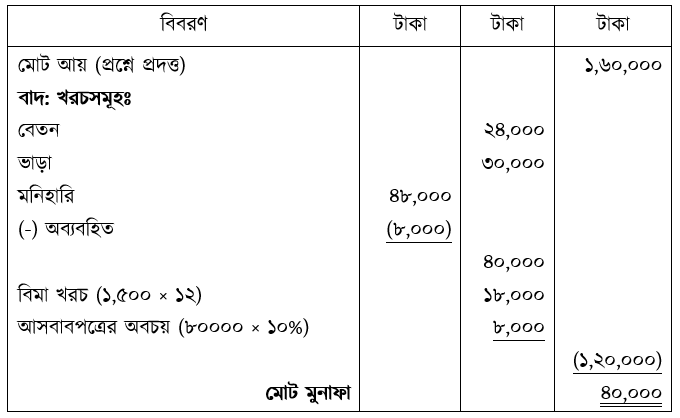 বিবরণ টাকা টাকা টাকা
মোট আয় (প্রশ্নে প্রদত্ত) ১,৬০,০০০
বাদ: খরচসমূহঃ
বেতন ২৪,০০০
ভাড়া ৩০,০০০
মনিহারি ৪৮,০০০
(-) অব্যবহিত (৮,০০০)
৪০,০০০
বিমা খরচ (১,৫০০ × ১২) ১৮,০০০
আসবাবপত্রের অবচয় (৮০০০০ × ১০%) ৮,০০০
(১,২০,০০০)
মোট মুনাফা ৪০,০০০